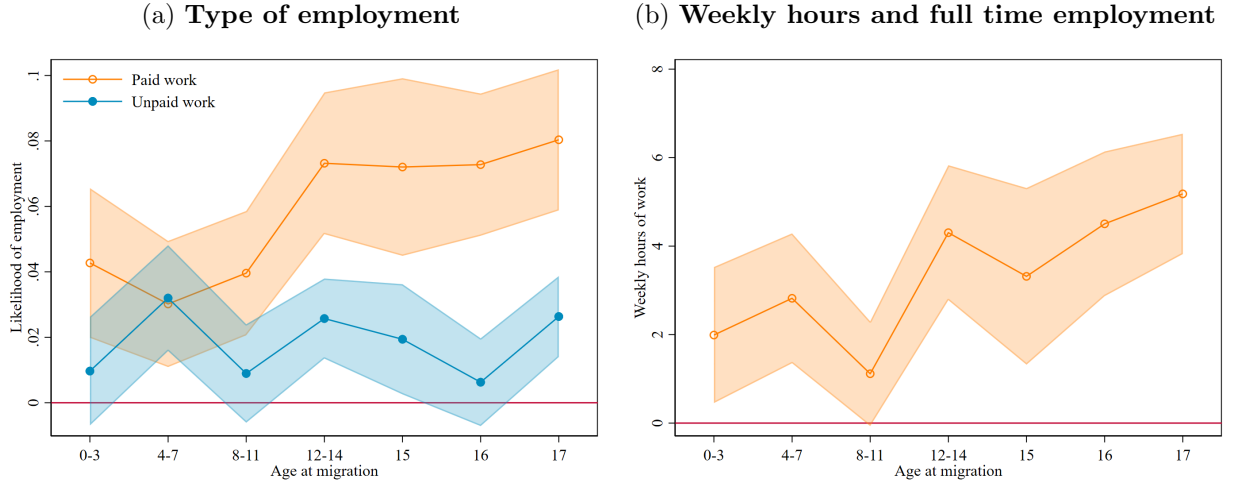 (a) Type of employment
Paid work
Unpaid work
Likelihood of employment
.1
.08
.06
.04
.02
0
0-3 4-7 8-11 12-14 15 16 17
Age at migration
(b) Weekly hours and full time employment
Weekly hours of work
8
6
4
2
0
0-3 4-7 8-11 12-14 15 16 17
Age at migration